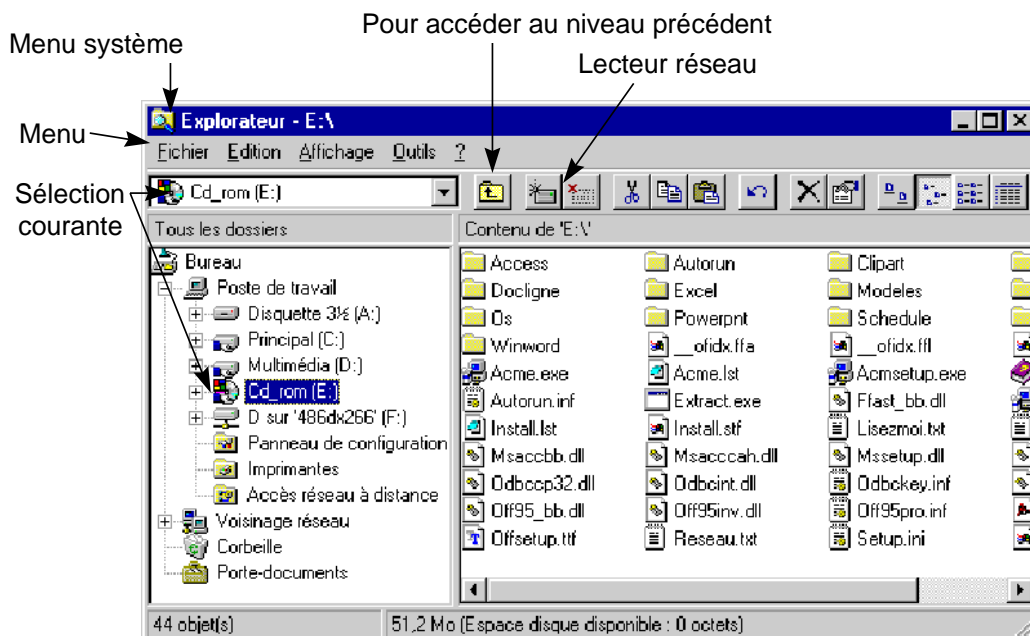 Pour accéder au niveau précédent
Menu système
Lecteur réseau
Explorateur - E:\
Menu
Fichier Edition Affichage Outils ?
Sélection
courante
Cd_rom (E:)
Tous les dossiers
Contenu de 'E:\'
Bureau
Poste de travail
Disquette 3½ (A:)
Principal (C:)
Multimédia (D:)
Cd_rom (E:)
D sur '486dx266' (F:)
Panneau de configuration
Imprimantes
Accès réseau à distance
Voisinage réseau
Corbeille
Porte-documents
Access Autorun Clipart
Docligne Excel Modeles
Os Powerpnt Schedule
Winword __ofidx.ffa __ofidx.ffl
Acme.exe Acme.lst Acmsetup.exe
Autorun.inf Extract.exe Ffast_bb.dll
Install.lst Install.stf Lisezmoi.txt
Msaccbb.dll Msacccah.dll Mssetup.dll
Odbccp32.dll Odbcint.dll Odbckey.inf
Off95_bb.dll Off95inv.dll Off95pro.inf
Offsetup.ttf Reseau.txt Setup.ini
44 objet(s)
51,2 Mo (Espace disque disponible : 0 octets)